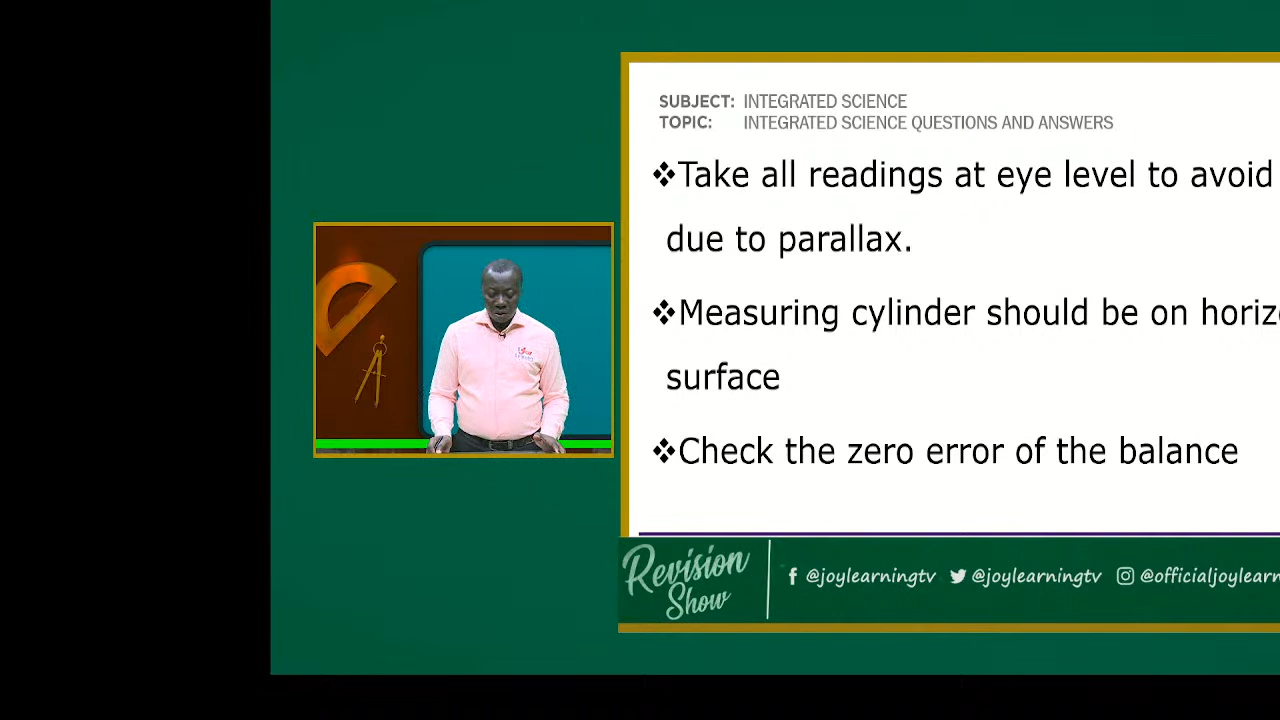 SUBJECT: INTEGRATED SCIENCE
TOPIC: INTEGRATED SCIENCE QUESTIONS AND ANSWERS
❖Take all readings at eye level to avoid
due to parallax.
❖Measuring cylinder should be on horiz
surface
❖Check the zero error of the balance
Revision
Show
@joylearningtv @joylearningtv @officialjoylearn